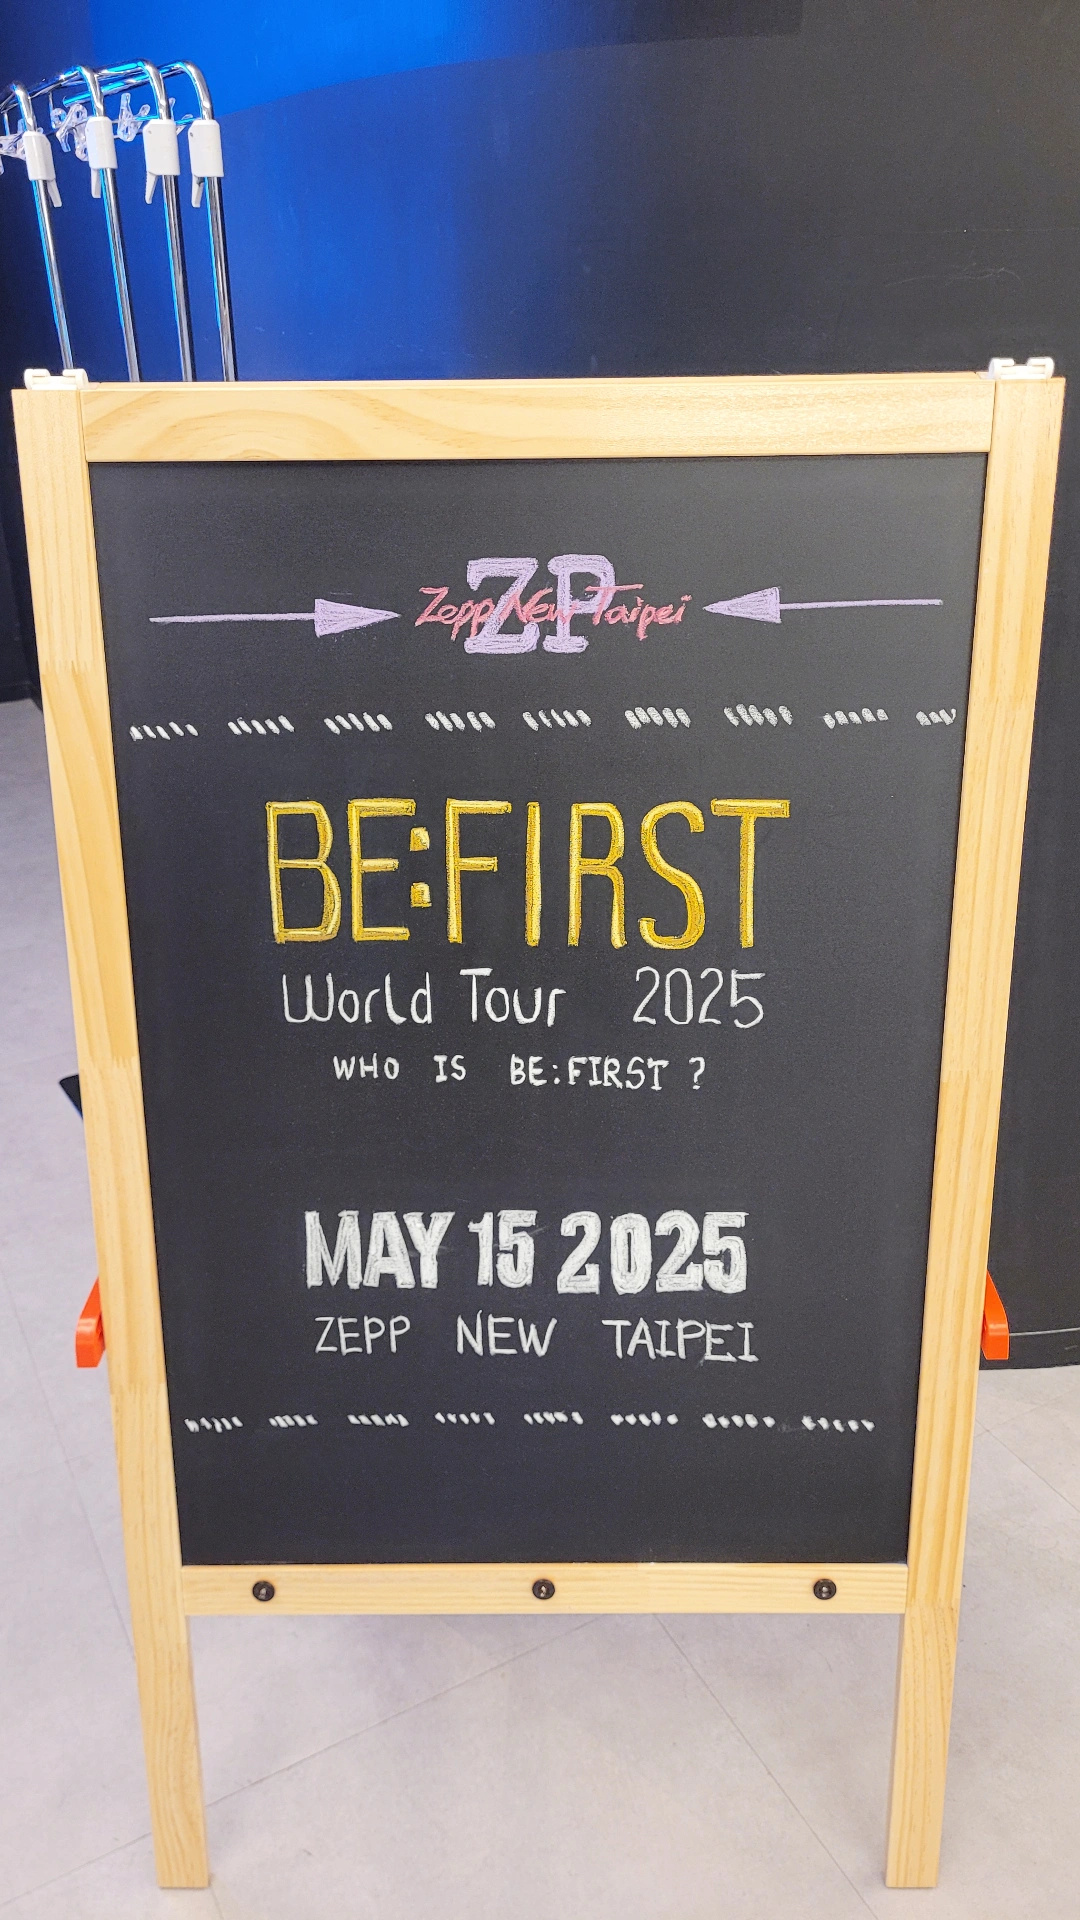 ZP
Zepp New Taipei
BE:FIRST
World Tour 2025
WHO IS BE:FIRST ?
MAY 15 2025
ZEPP NEW TAIPEI